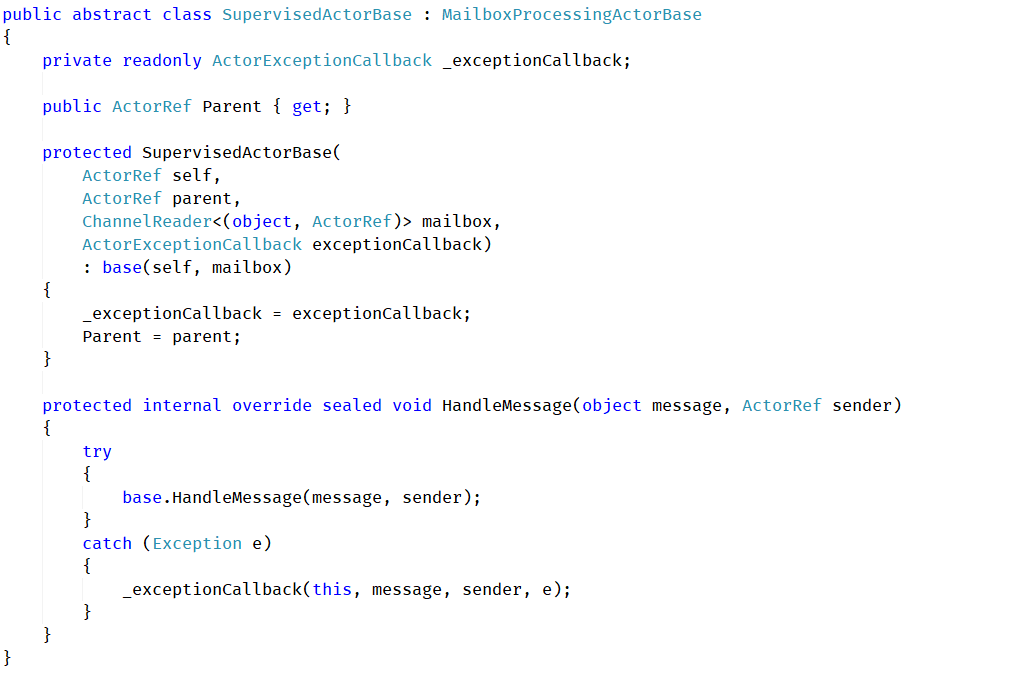 public abstract class SupervisedActorBase : MailboxProcessingActorBase
{
    private readonly ActorExceptionCallback _exceptionCallback;

    public ActorRef Parent { get; }

    protected SupervisedActorBase(
        ActorRef self,
        ActorRef parent,
        ChannelReader<(object, ActorRef)> mailbox,
        ActorExceptionCallback exceptionCallback)
        : base(self, mailbox)
    {
        _exceptionCallback = exceptionCallback;
        Parent = parent;
    }

    protected internal override sealed void HandleMessage(object message, ActorRef sender)
    {
        try
        {
            base.HandleMessage(message, sender);
        }
        catch (Exception e)
        {
            _exceptionCallback(this, message, sender, e);
        }
    }
}